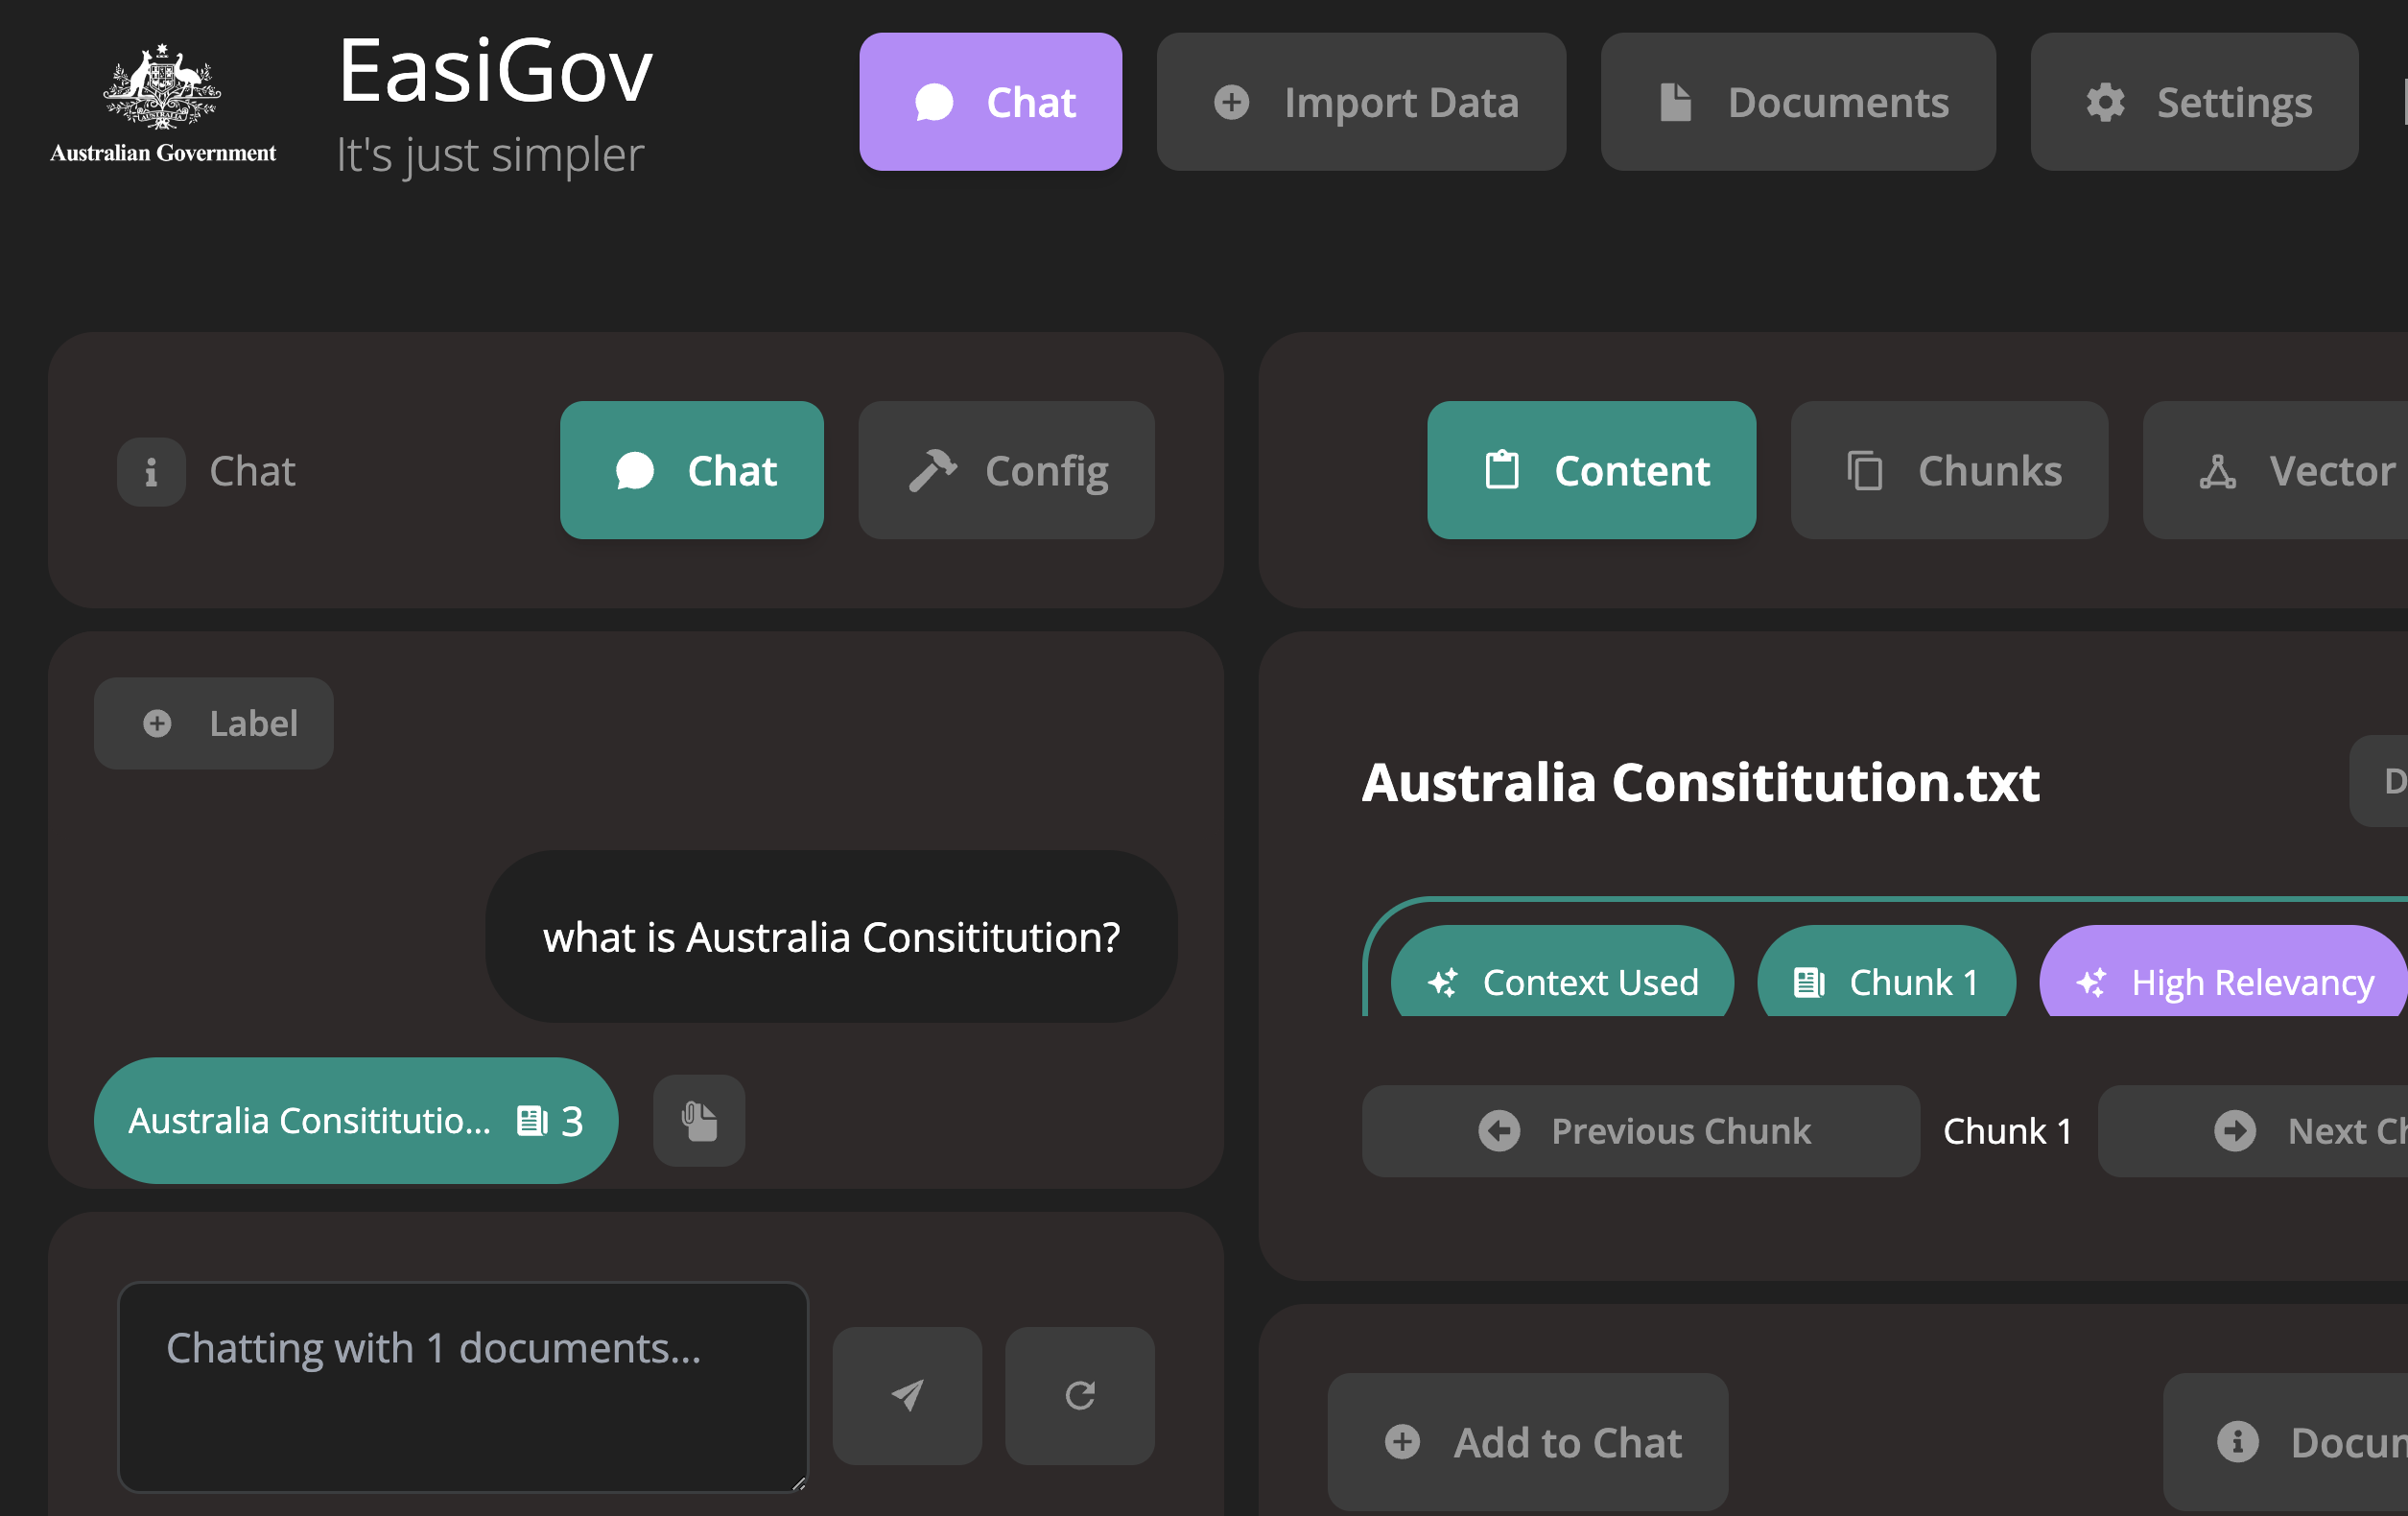 EasiGov
It's just simpler
AUSTRALIA
Australian Government
Chat
Import Data
Documents
Settings
Chat
Chat
Config
Content
Chunks
Vector
Label
what is Australia Consititution?
Australia Consititutio... 3
Chatting with 1 documents...
Australia Consititution.txt
D
Context Used
Chunk 1
High Relevancy
Previous Chunk
Chunk 1
Next Ch
Add to Chat
Docum